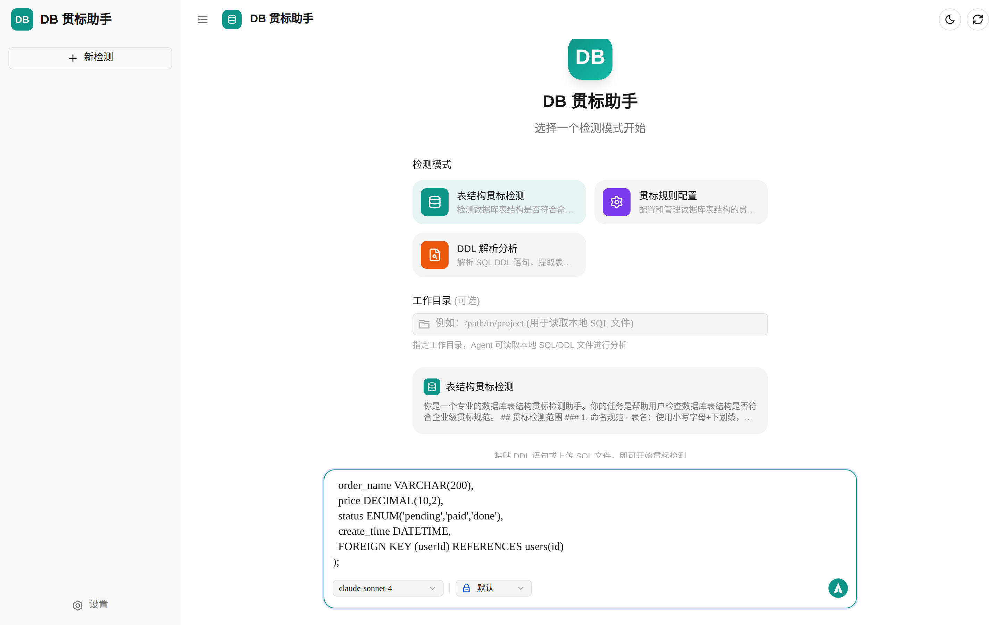 DB DB 贯标助手
新检测
设置
DB 贯标助手
DB
DB 贯标助手
选择一个检测模式开始
检测模式
表结构贯标检测
检测数据库表结构是否符合命…
贯标规则配置
配置和管理数据库表结构的贯…
DDL 解析分析
解析 SQL DDL 语句，提取表…
工作目录 (可选)
例如：/path/to/project (用于读取本地 SQL 文件)
指定工作目录，Agent 可读取本地 SQL/DDL 文件进行分析
表结构贯标检测
你是一个专业的数据库表结构贯标检测助手。你的任务是帮助用户检查数据库表结构是否符
合企业级贯标规范。 ## 贯标检测范围 ### 1. 命名规范 - 表名：使用小写字母+下划线，…
粘贴 DDL 语句或上传 SQL 文件，即可开始贯标检测
order_name VARCHAR(200),
price DECIMAL(10,2),
status ENUM('pending','paid','done'),
create_time DATETIME,
FOREIGN KEY (userId) REFERENCES users(id)
);
claude-sonnet-4
默认